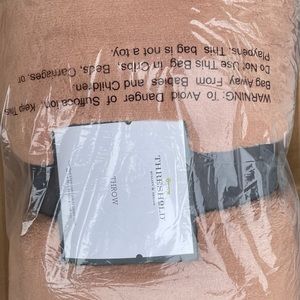 WARNING: To Avoid Danger of Suffocation, Keep This
Bag Away From Babies and Children.
Do Not Use This Bag in Cribs, Beds, Carriages, or
Playpens. This bag is not a toy.
THRESHOLD
THROW